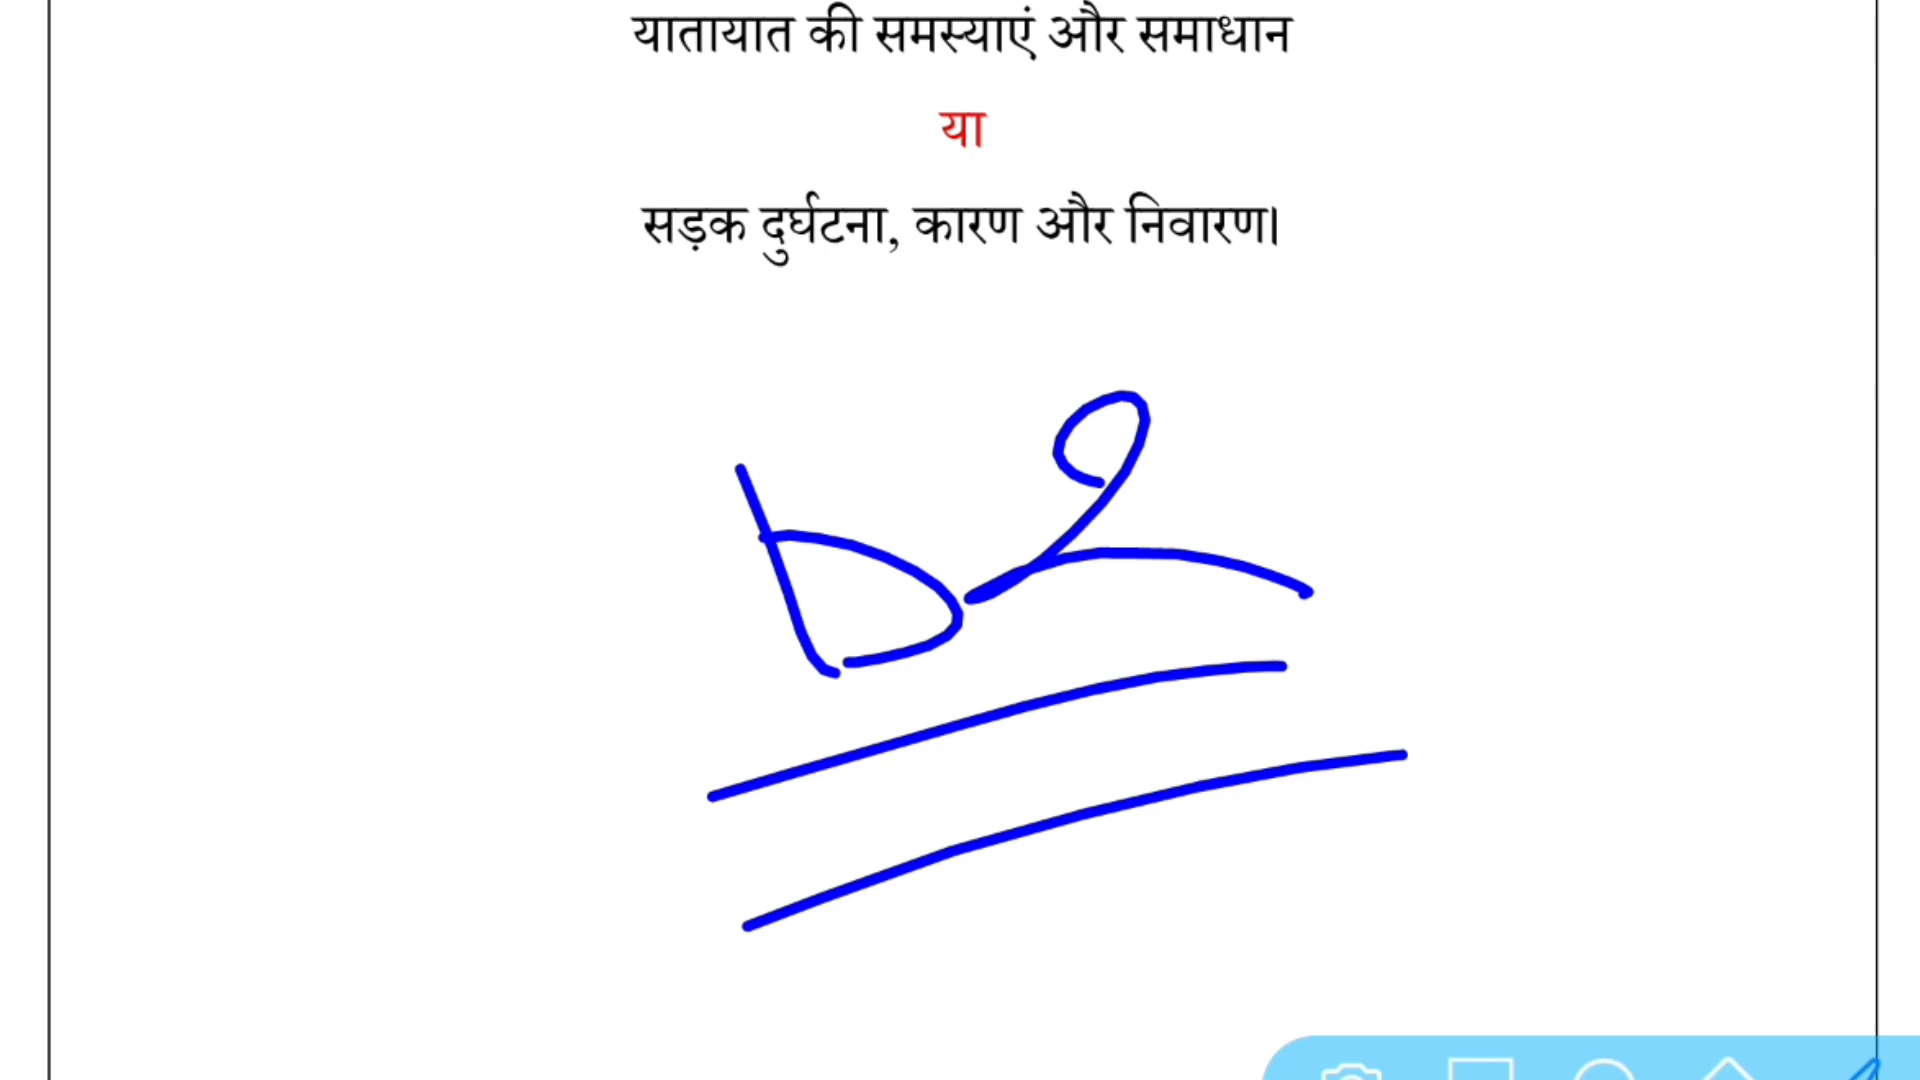 यातायात की समस्याएं और समाधान
या
सड़क दुर्घटना, कारण और निवारण।